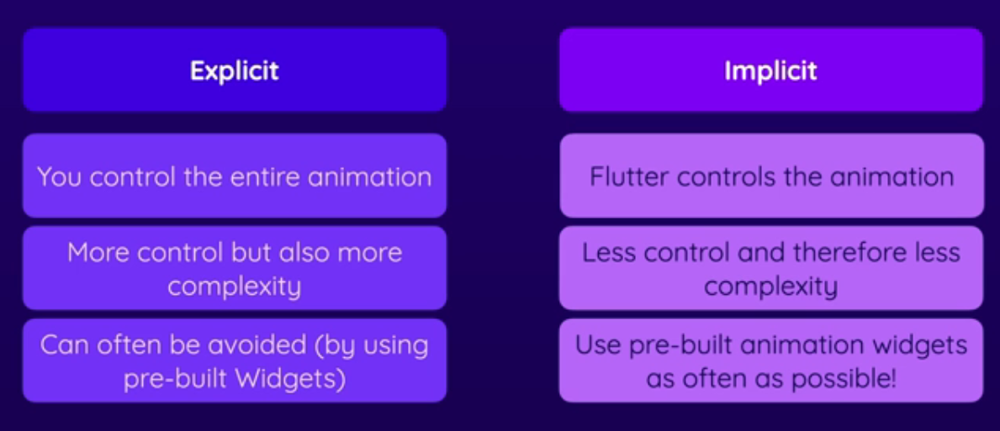 Explicit
You control the entire animation
More control but also more
complexity
Can often be avoided (by using
pre-built Widgets)
Implicit
Flutter controls the animation
Less control and therefore less
complexity
Use pre-built animation widgets
as often as possible!